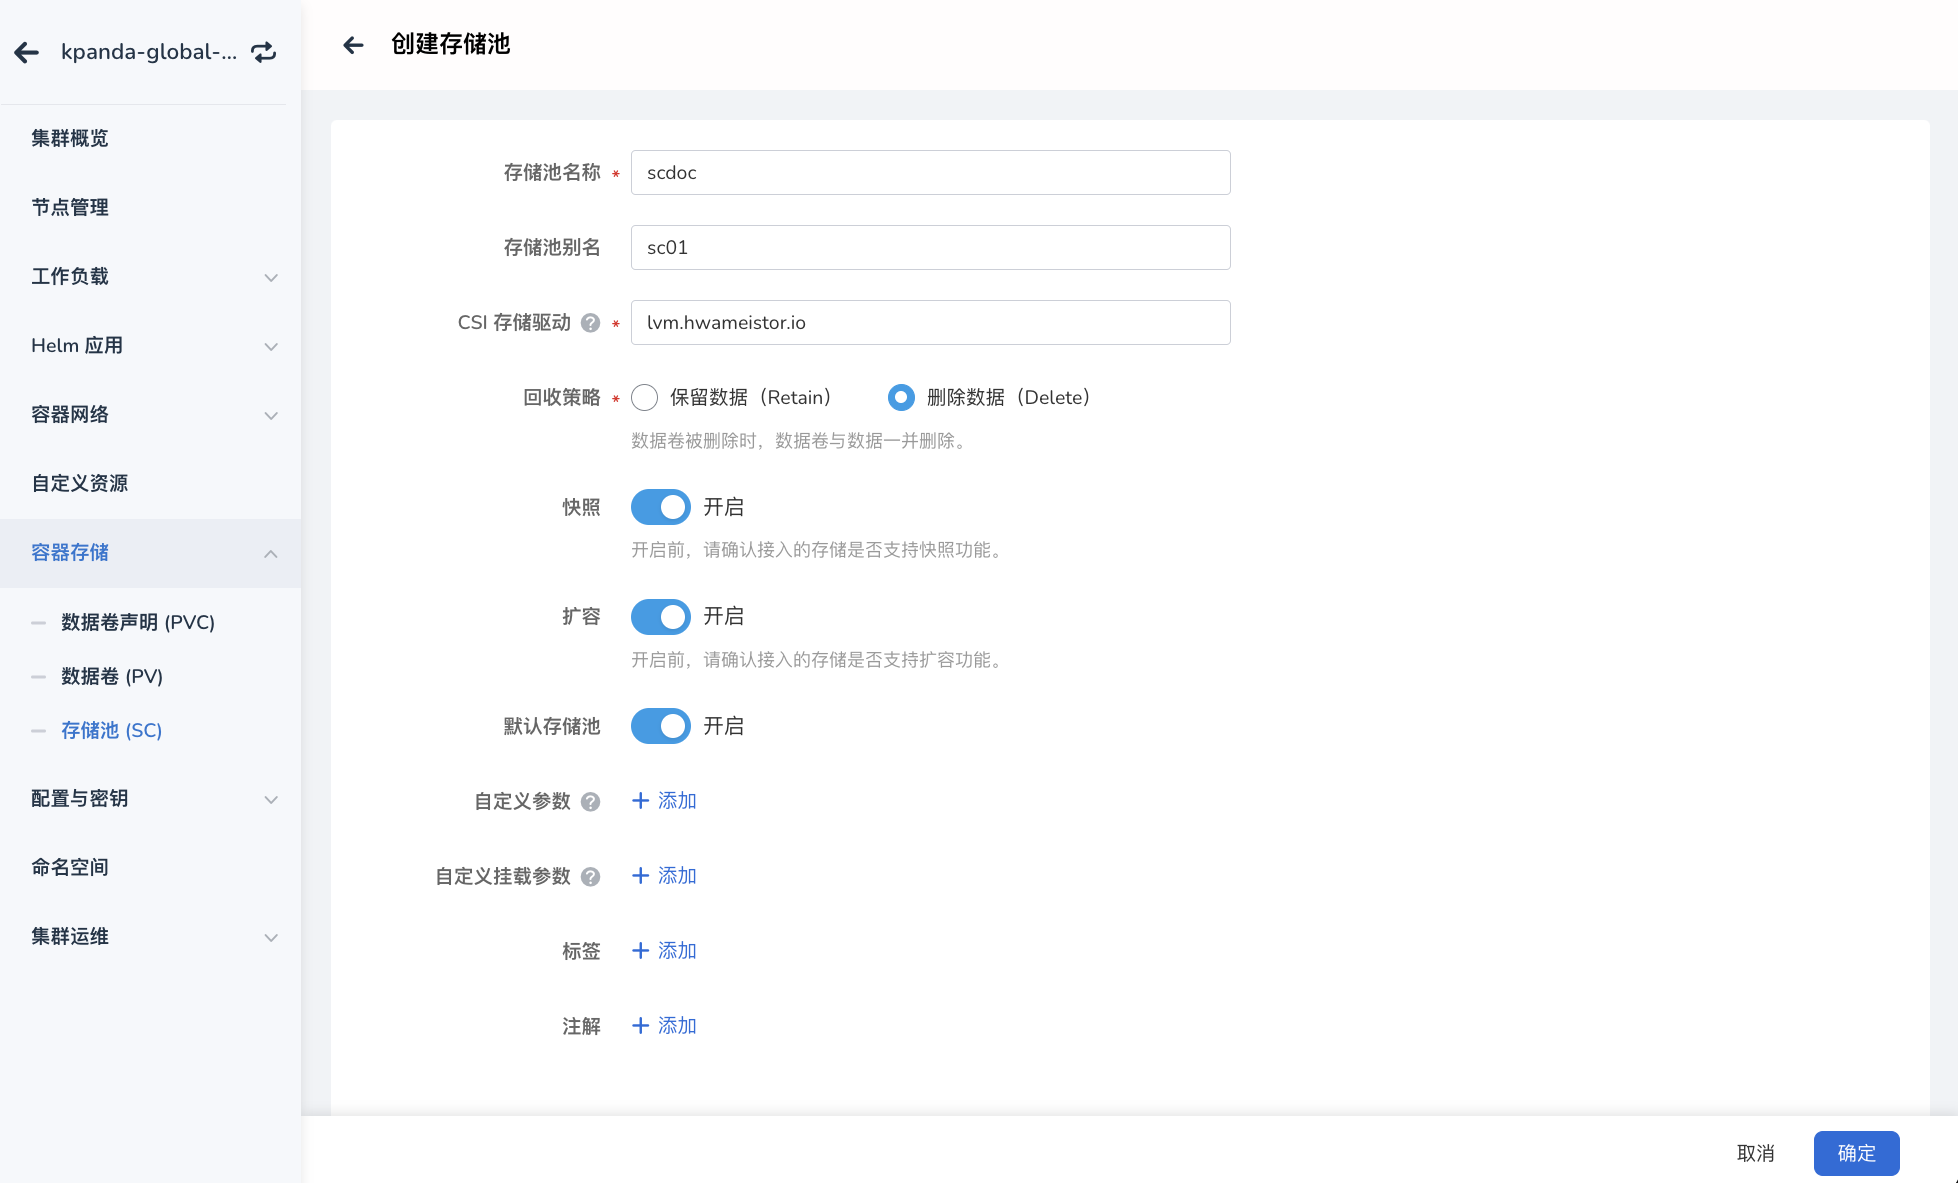 kpanda-global-...
集群概览
节点管理
工作负载
Helm 应用
容器网络
自定义资源
容器存储
数据卷声明 (PVC)
数据卷 (PV)
存储池 (SC)
配置与密钥
命名空间
集群运维
创建存储池
存储池名称 * scdoc
存储池别名 sc01
CSI 存储驱动 ? * lvm.hwameistor.io
回收策略 * 保留数据（Retain） 删除数据（Delete）
数据卷被删除时，数据卷与数据一并删除。
快照 开启
开启前，请确认接入的存储是否支持快照功能。
扩容 开启
开启前，请确认接入的存储是否支持扩容功能。
默认存储池 开启
自定义参数 ? + 添加
自定义挂载参数 ? + 添加
标签 + 添加
注解 + 添加
取消 确定